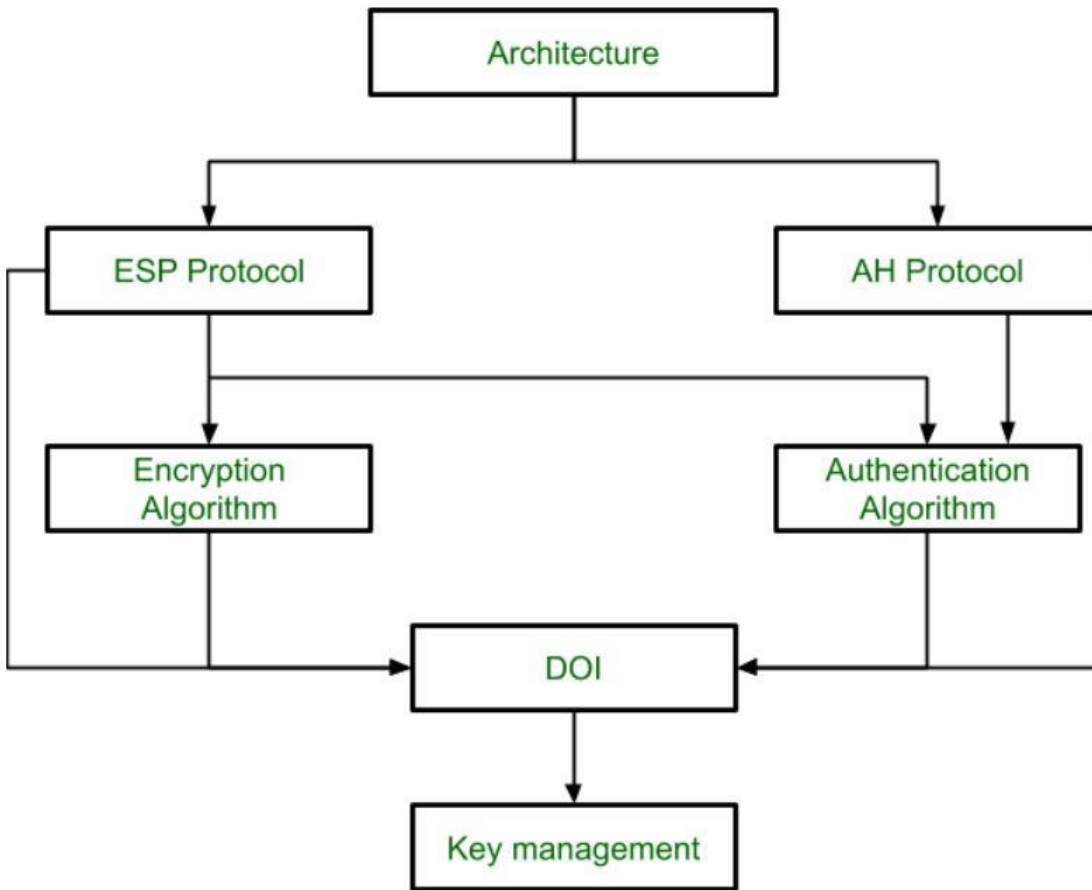 Architecture
ESP Protocol
AH Protocol
Encryption
Algorithm
Authentication
Algorithm
DOI
Key management